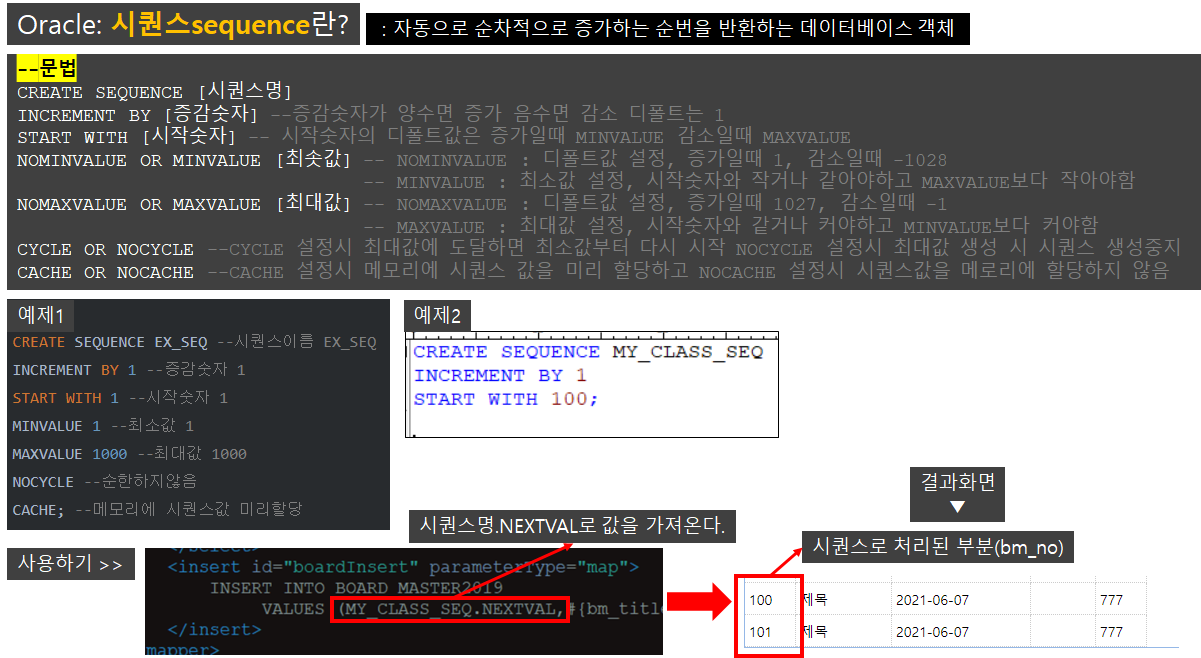 Oracle: 시퀀스sequence란?
: 자동으로 순차적으로 증가하는 순번을 반환하는 데이터베이스 객체
--문법
CREATE SEQUENCE [시퀀스명]
INCREMENT BY [증감숫자] --증감숫자가 양수면 증가 음수면 감소 디폴트는 1
START WITH [시작숫자] -- 시작숫자의 디폴트값은 증가일때 MINVALUE 감소일때 MAXVALUE
NOMINVALUE OR MINVALUE [최솟값] -- NOMINVALUE : 디폴트값 설정, 증가일때 1, 감소일때 -1028
-- MINVALUE : 최소값 설정, 시작숫자와 작거나 같아야하고 MAXVALUE보다 작아야함
NOMAXVALUE OR MAXVALUE [최대값] -- NOMAXVALUE : 디폴트값 설정, 증가일때 1027, 감소일때 -1
-- MAXVALUE : 최대값 설정, 시작숫자와 같거나 커야하고 MINVALUE보다 커야함
CYCLE OR NOCYCLE --CYCLE 설정시 최대값에 도달하면 최소값부터 다시 시작 NOCYCLE 설정시 최대값 생성 시 시퀀스 생성중지
CACHE OR NOCACHE --CACHE 설정시 메모리에 시퀀스 값을 미리 할당하고 NOCACHE 설정시 시퀀스값을 메로리에 할당하지 않음
예제1
CREATE SEQUENCE EX_SEQ --시퀀스이름 EX_SEQ
INCREMENT BY 1 --증감숫자 1
START WITH 1 --시작숫자 1
MINVALUE 1 --최소값 1
MAXVALUE 1000 --최대값 1000
NOCYCLE --순한하지않음
CACHE; --메모리에 시퀀스값 미리할당
예제2
CREATE SEQUENCE MY_CLASS_SEQ
INCREMENT BY 1
START WITH 100;
사용하기 >>
시퀀스명.NEXTVAL로 값을 가져온다.
</select>
<insert id="boardInsert" parameterType="map">
INSERT INTO BOARD_MASTER2019
VALUES (MY_CLASS_SEQ.NEXTVAL,#{bm_title
</insert>
mapper>
결과화면
▼
시퀀스로 처리된 부분(bm_no)
100 제목 2021-06-07 777
101 제목 2021-06-07 777